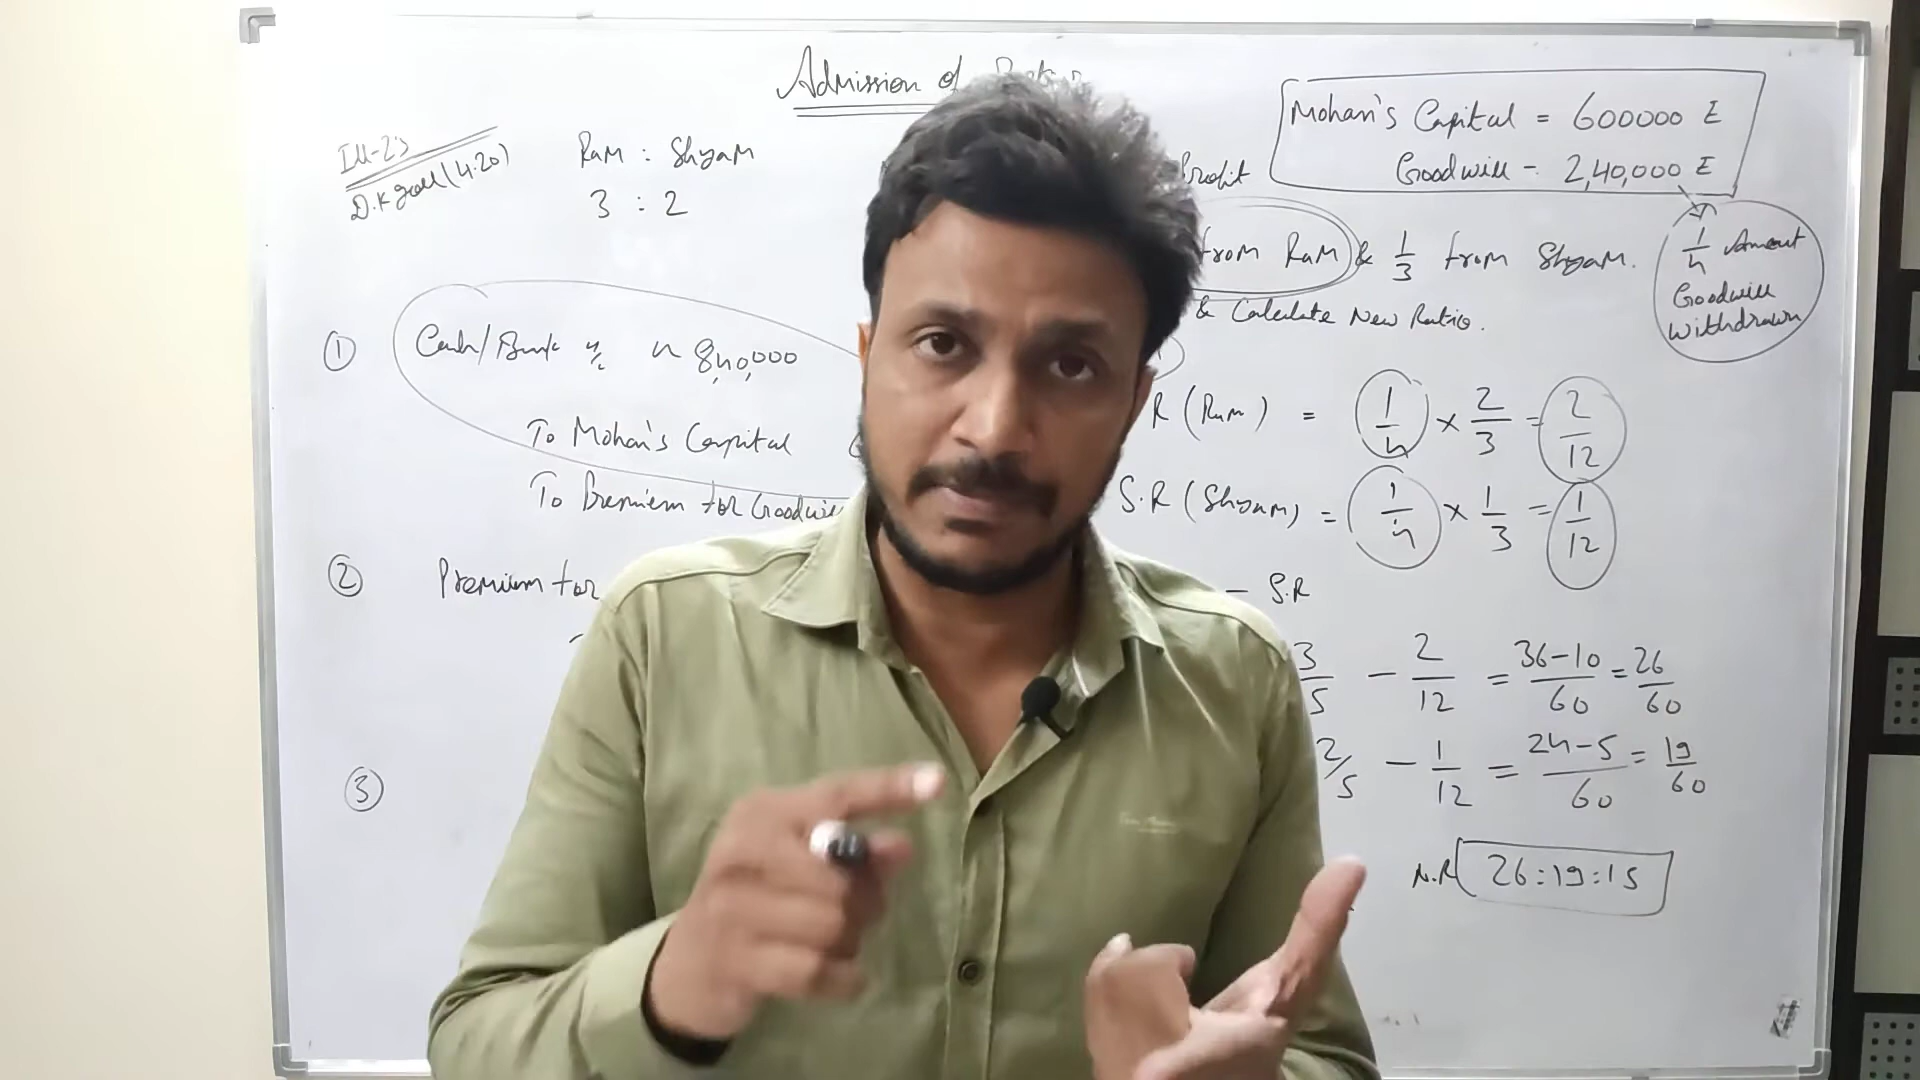 Admission of
Mohan's Capital = 600000 E
Goodwill - 2,40,000 E
Ill-25
D.K Goel (4.20)
Ram : Shyam
3 : 2
Profit
from Ram & 1/3 from Shyam.
& Calculate New Ratio.
1/4 Amount
Goodwill
Withdrawn
① Cash/Bank a/c 840,000
To Mohan's Capital
To Premium for Goodwill
R (Ram) = 1/4 × 2/3 = 2/12
S.R (Shyam) = 1/4 × 1/3 = 1/12
② Premium for
- S.R
3/5 - 2/12 = 36-10/60 = 26/60
2/5 - 1/12 = 24-5/60 = 19/60
③
N.R 26:19:15